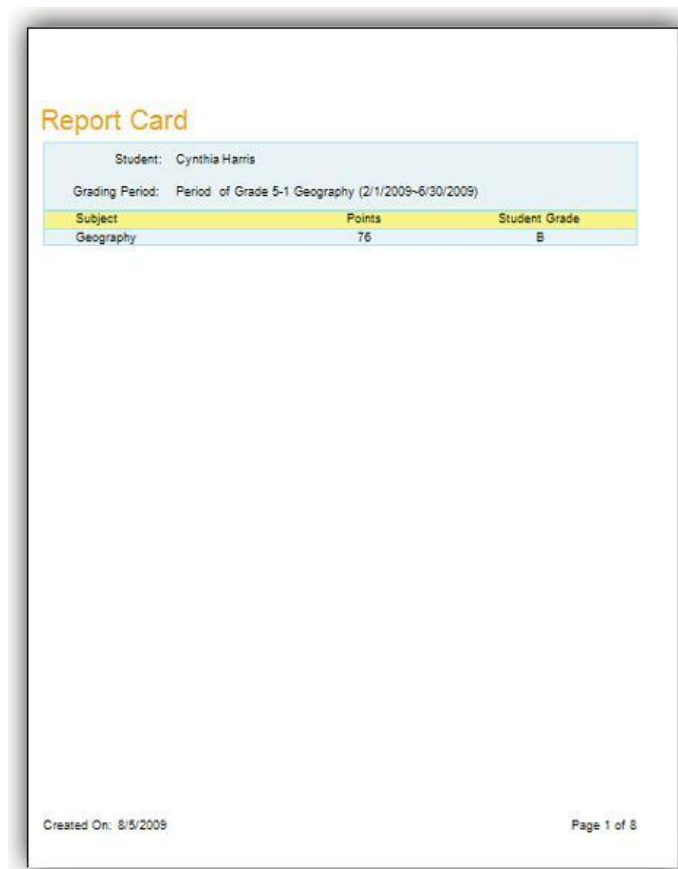 Report Card
Student: Cynthia Harris
Grading Period: Period of Grade 5-1 Geography (2/1/2009~6/30/2009)
Subject Points Student Grade
Geography 76 B
Created On: 8/5/2009 Page 1 of 8